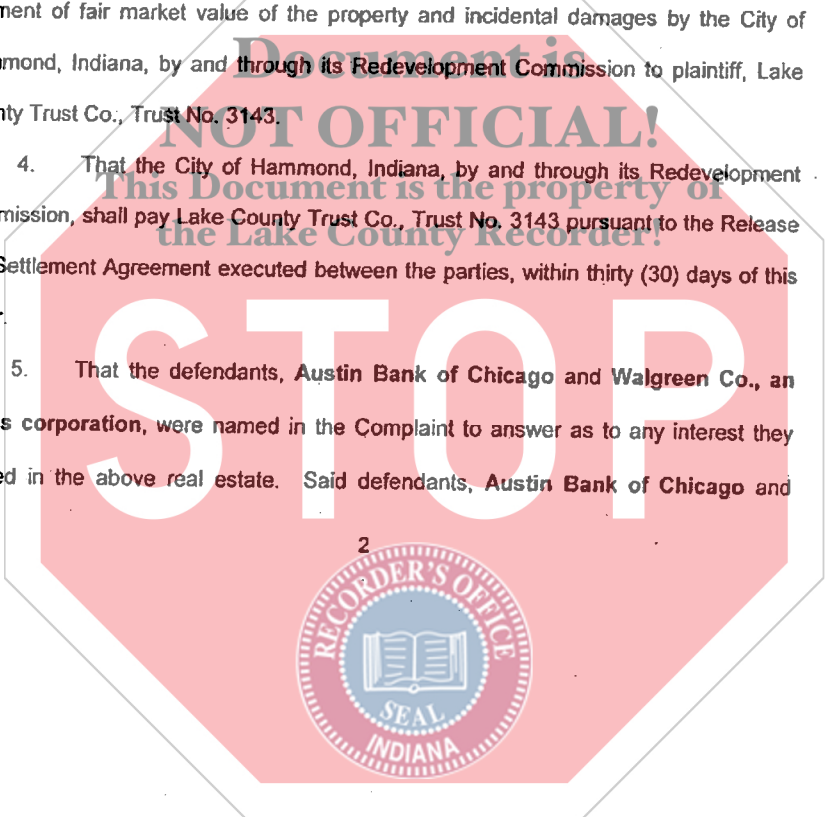 ment of fair market value of the property and incidental damages by the City of
Document is
mmond, Indiana, by and through its Redevelopment Commission to plaintiff, Lake
nty Trust Co., Trust No. 3143.
NOT OFFICIAL!
4. That the City of Hammond, Indiana, by and through its Redevelopment
This Document is the property of
mission, shall pay Lake County Trust Co., Trust No. 3143 pursuant to the Release
the Lake County Recorder!
Settlement Agreement executed between the parties, within thirty (30) days of this
STOP
5. That the defendants, Austin Bank of Chicago and Walgreen Co., an
s corporation, were named in the Complaint to answer as to any interest they
ed in the above real estate. Said defendants, Austin Bank of Chicago and
2
RECORDER'S OFFICE
SEAL
INDIANA